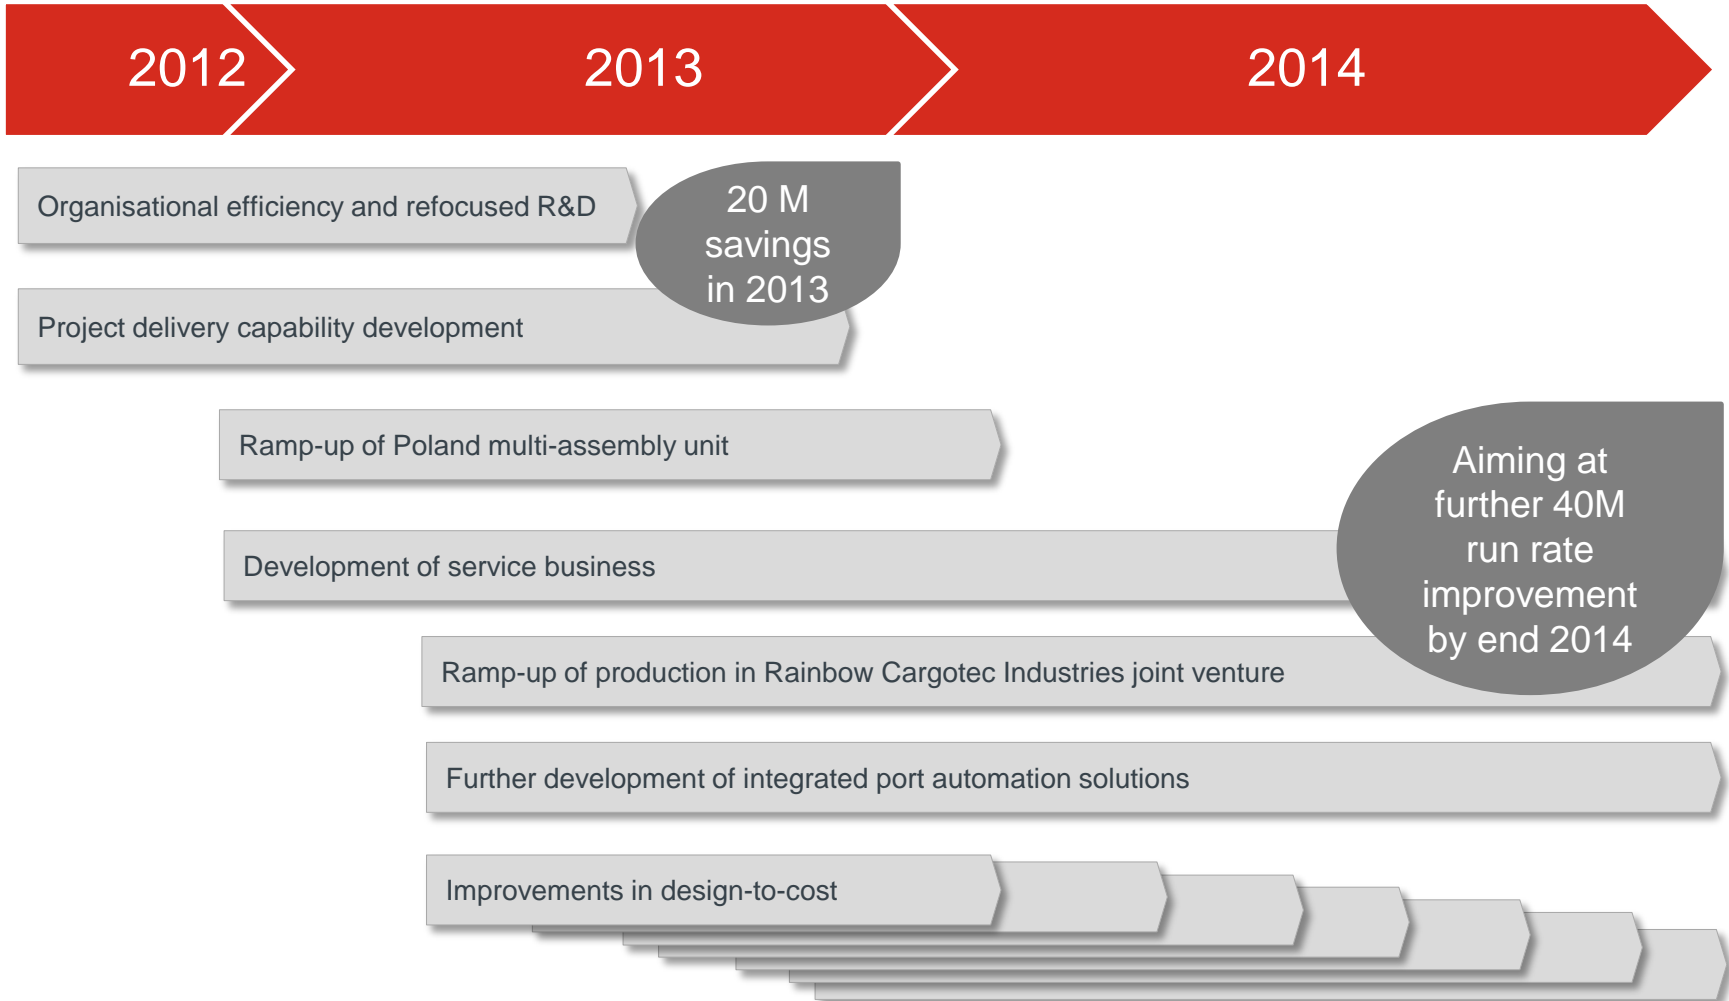 2012
2013
2014
Organisational efficiency and refocused R&D
20 M
savings
in 2013
Project delivery capability development
Ramp-up of Poland multi-assembly unit
Aiming at
further 40M
run rate
improvement
by end 2014
Development of service business
Ramp-up of production in Rainbow Cargotec Industries joint venture
Further development of integrated port automation solutions
Improvements in design-to-cost